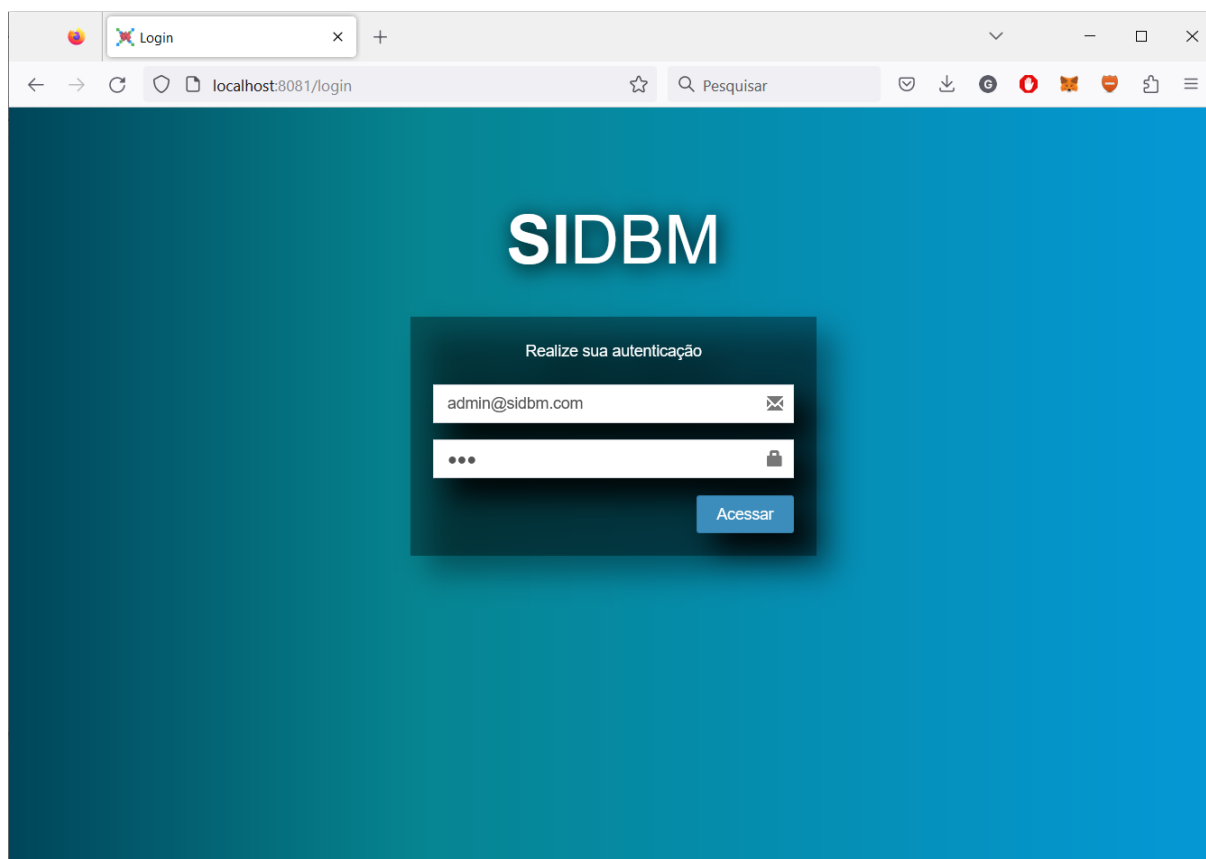 Login
localhost:8081/login
Pesquisar
SIDBM
Realize sua autenticação
admin@sidbm.com
•••
Acessar